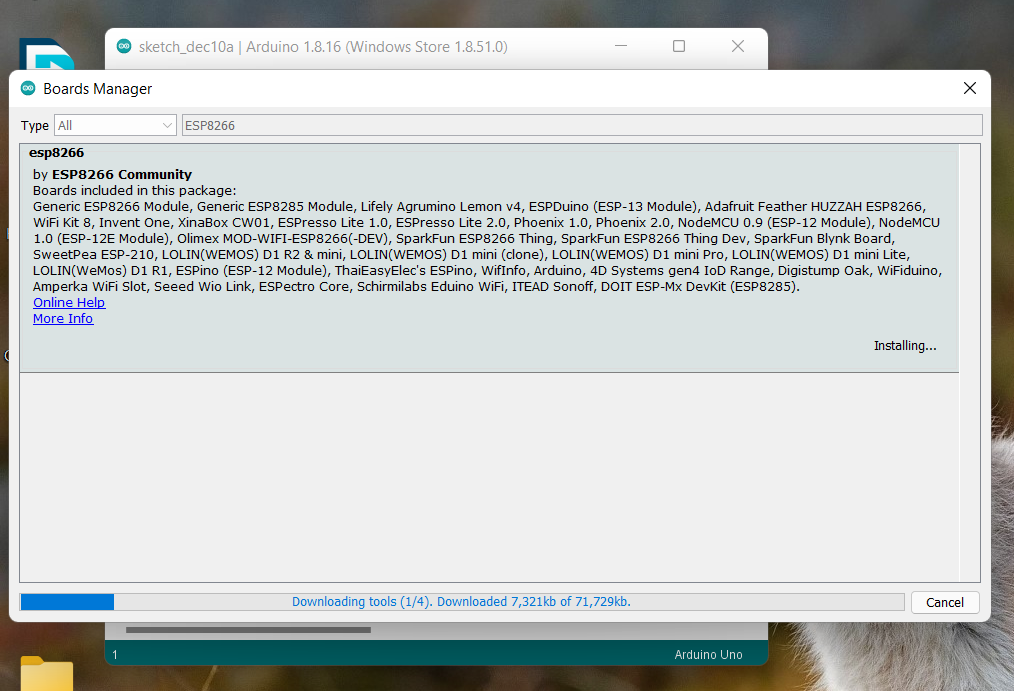 sketch_dec10a | Arduino 1.8.16 (Windows Store 1.8.51.0)
Boards Manager
Type All ESP8266
esp8266
by ESP8266 Community
Boards included in this package:
Generic ESP8266 Module, Generic ESP8285 Module, Lifely Agrumino Lemon v4, ESPDuino (ESP-13 Module), Adafruit Feather HUZZAH ESP8266,
WiFi Kit 8, Invent One, XinaBox CW01, ESPresso Lite 1.0, ESPresso Lite 2.0, Phoenix 1.0, Phoenix 2.0, NodeMCU 0.9 (ESP-12 Module), NodeMCU
1.0 (ESP-12E Module), Olimex MOD-WIFI-ESP8266(-DEV), SparkFun ESP8266 Thing, SparkFun ESP8266 Thing Dev, SparkFun Blynk Board,
SweetPea ESP-210, LOLIN(WEMOS) D1 R2 & mini, LOLIN(WEMOS) D1 mini (clone), LOLIN(WEMOS) D1 mini Pro, LOLIN(WEMOS) D1 mini Lite,
LOLIN(WeMos) D1 R1, ESPino (ESP-12 Module), ThaiEasyElec's ESPino, WifInfo, Arduino, 4D Systems gen4 IoD Range, Digistump Oak, WiFiduino,
Amperka WiFi Slot, Seeed Wio Link, ESPectro Core, Schirmilabs Eduino WiFi, ITEAD Sonoff, DOIT ESP-Mx DevKit (ESP8285).
Online Help
More Info
Installing...
Downloading tools (1/4). Downloaded 7,321kb of 71,729kb.
Cancel
1 Arduino Uno